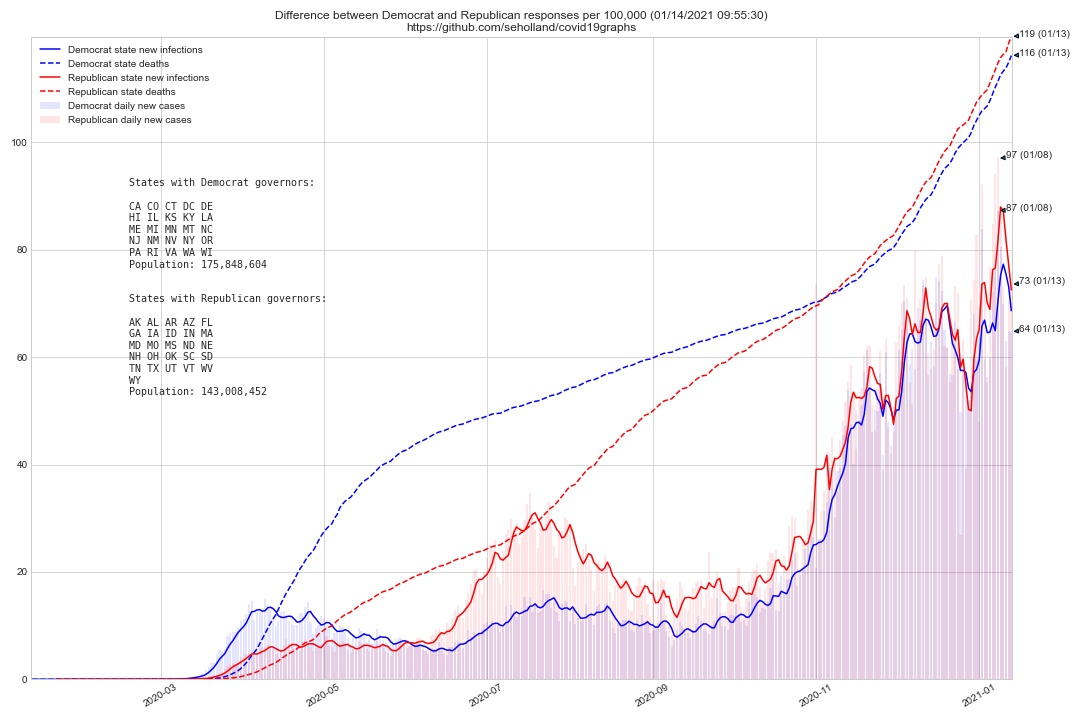 Difference between Democrat and Republican responses per 100,000 (01/14/2021 09:55:30)
https://github.com/seholland/covid19graphs
Democrat state new infections
Democrat state deaths
Republican state new infections
Republican state deaths
Democrat daily new cases
Republican daily new cases
119 (01/13)
116 (01/13)
97 (01/08)
87 (01/08)
73 (01/13)
64 (01/13)
States with Democrat governors:
CA CO CT DC DE
HI IL KS KY LA
ME MI MN MT NC
NJ NM NV NY OR
PA RI VA WA WI
Population: 175,848,604
States with Republican governors:
AK AL AR AZ FL
GA IA ID IN MA
MD MO MS ND NE
NH OH OK SC SD
TN TX UT VT WV
WY
Population: 143,008,452
100
80
60
40
20
0
2020-03
2020-05
2020-07
2020-09
2020-11
2021-01